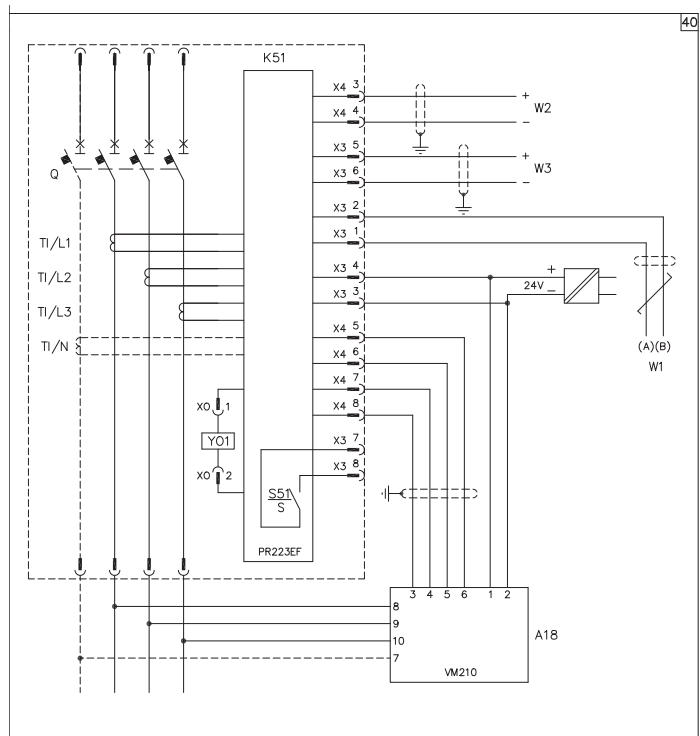 40
K51
X4 3
+
W2
X4 4
–
X3 5
+
W3
X3 6
–
Q
X3 2
X3 1
TI/L1
X3 4
+
TI/L2
24V –
X3 3
TI/L3
X4 5
TI/N
(A)(B)
X4 6
W1
X4 7
X0 1
X4 8
Y01
X3 7
X0 2
X3 8
S51
S
PR223EF
3 4 5 6 1 2
8
9
A18
10
7
VM210